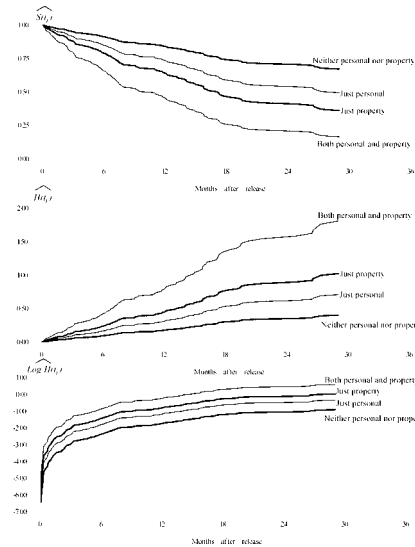 S(t_j)
1.00
Neither personal nor property
0.75
Just personal
0.50
Just property
0.25
Both personal and property
0.00
0 6 12 18 24 30 36
Months after release
H(t_j)
2.00
Both personal and property
1.00
Just property
Just personal
0.50
Neither personal nor prope
0.00
0 6 12 18 24 30 36
Months after release
Log H(t_j)
1.00
Both personal and property
0.00
Just property
-1.00
Just personal
-2.00
Neither personal nor prope
-3.00
-4.00
-5.00
-6.00
-7.00
0 6 12 18 24 30 36
Months after release